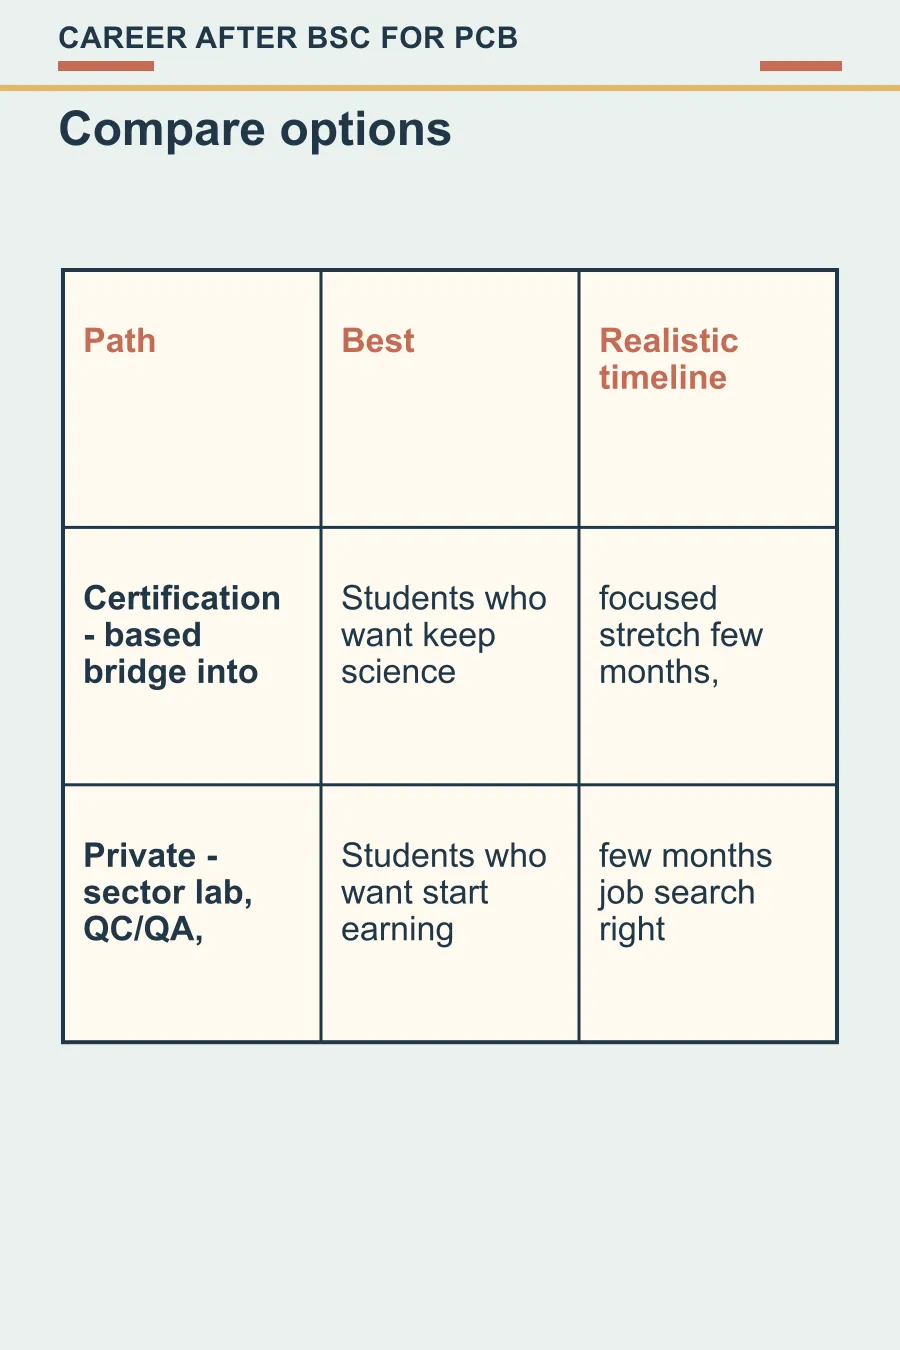 CAREER AFTER BSC FOR PCB
Compare options
Path
Best
Realistic
timeline
Certification
- based
bridge into
Students who
want keep
science
focused
stretch few
months,
Private -
sector lab,
QC/QA,
Students who
want start
earning
few months
job search
right